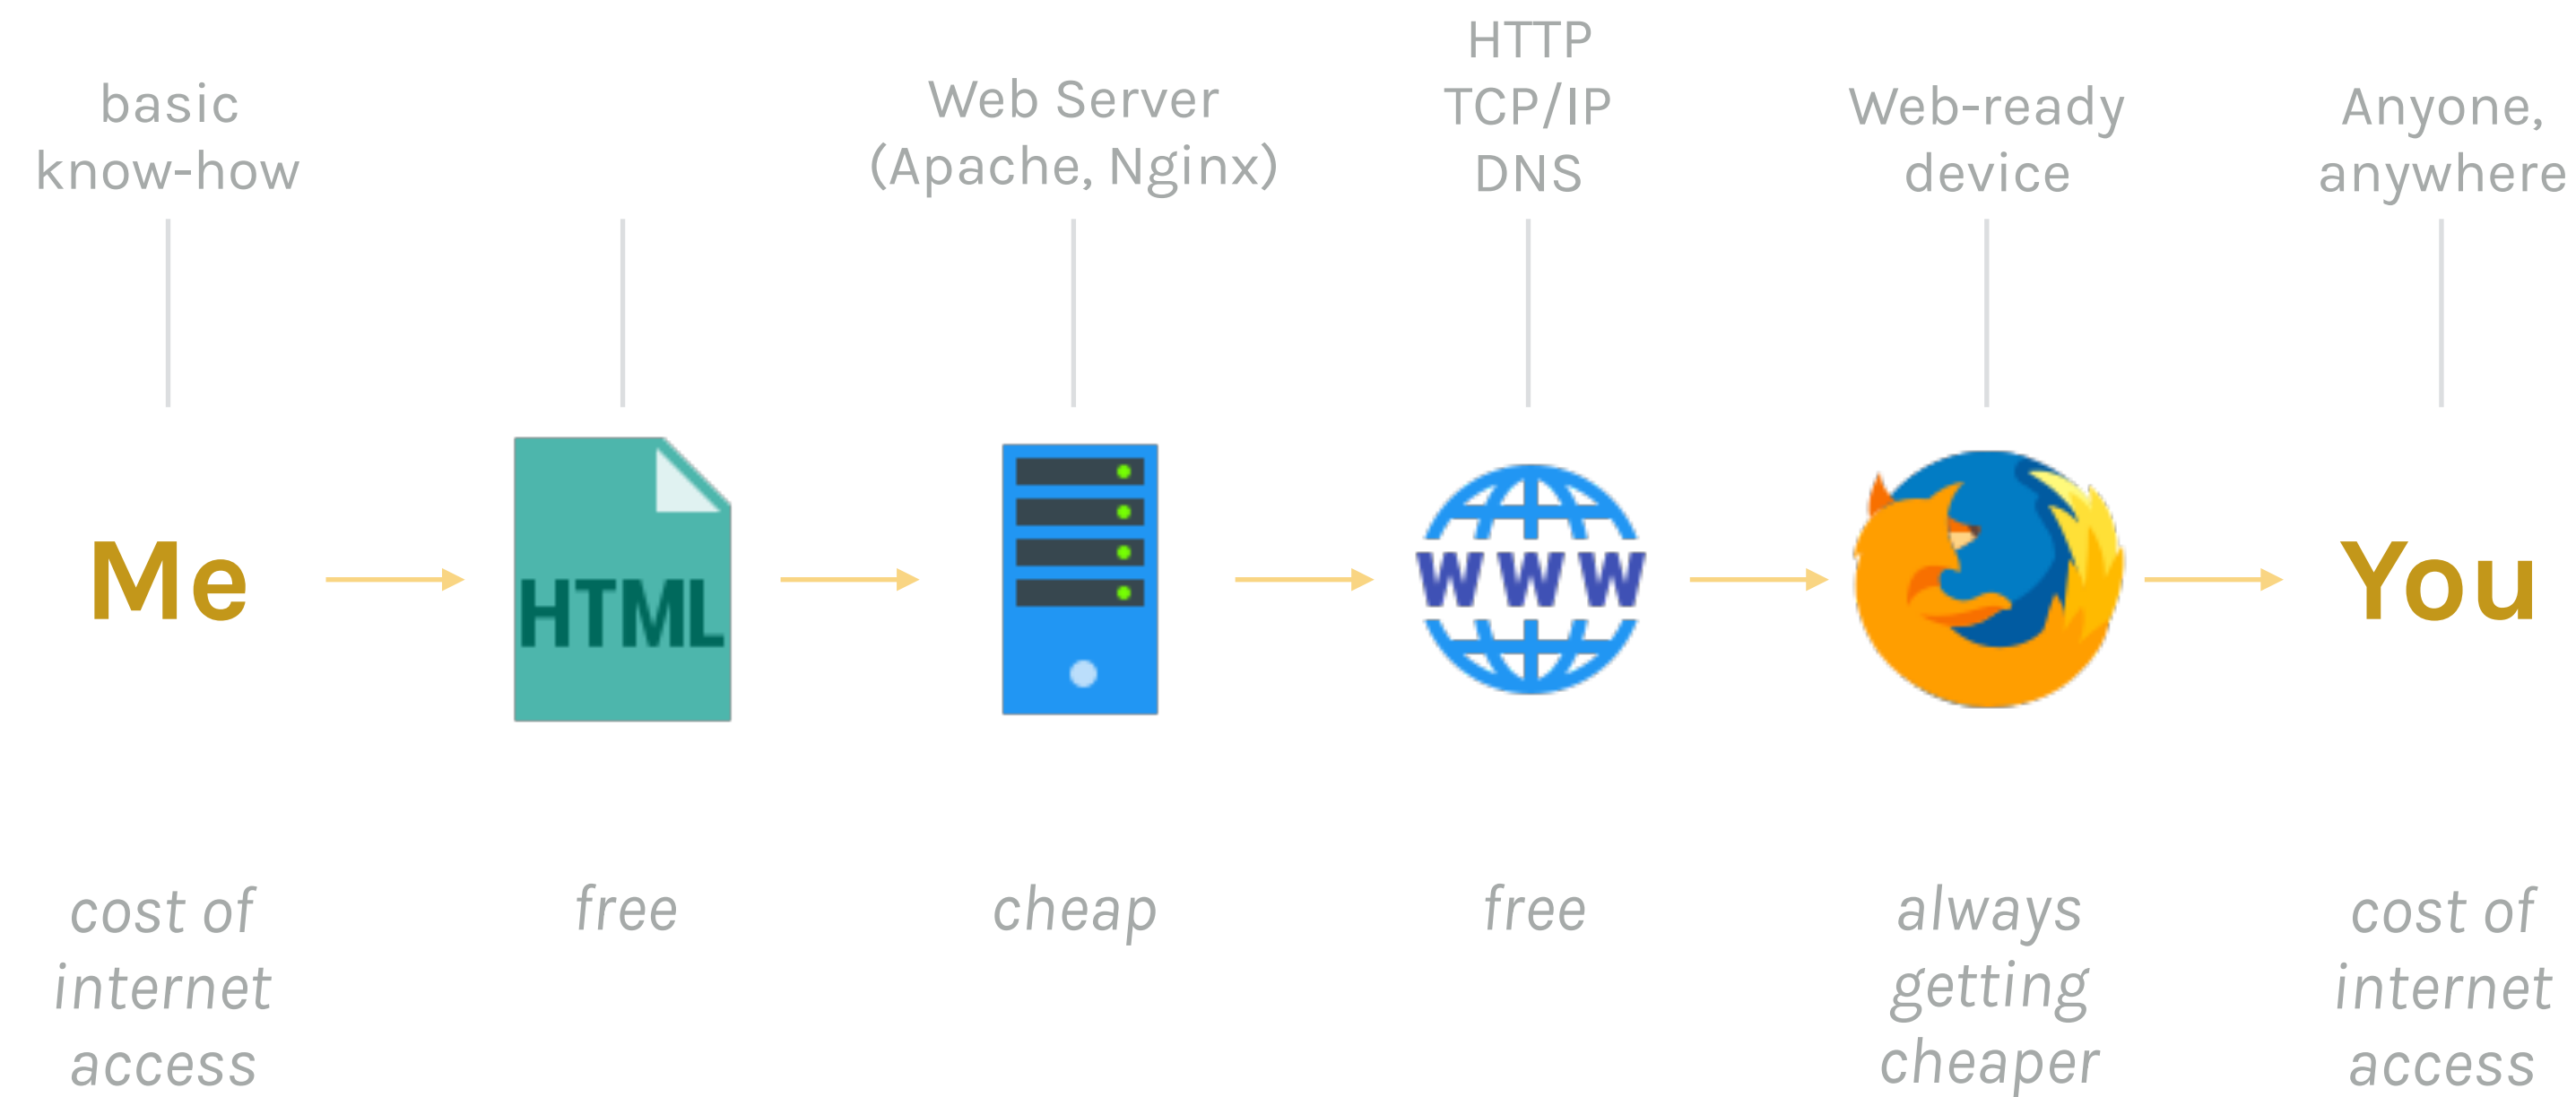 basic
know-how
Web Server
(Apache, Nginx)
HTTP
TCP/IP
DNS
Web-ready
device
Anyone,
anywhere
Me
HTML
WWW
You
cost of
internet
access
free
cheap
free
always
getting
cheaper
cost of
internet
access